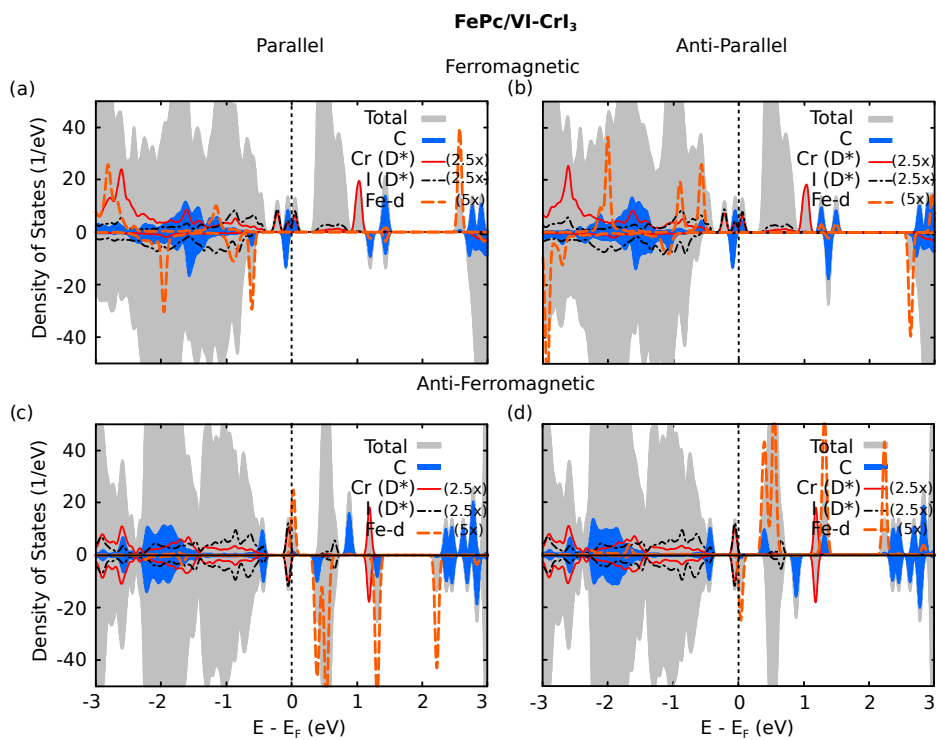 FePc/VI-CrI₃
Parallel
Anti-Parallel
Ferromagnetic
(a)
(b)
Density of States (1/eV)
40
20
0
-20
-40
Total
C
Cr (D*) (2.5x)
I (D*) (2.5x)
Fe-d (5x)
Total
C
Cr (D*) (2.5x)
I (D*) (2.5x)
Fe-d (5x)
Anti-Ferromagnetic
(c)
(d)
Density of States (1/eV)
40
20
0
-20
-40
Total
C
Cr (D*) (2.5x)
I (D*) (2.5x)
Fe-d (5x)
Total
C
Cr (D*) (2.5x)
I (D*) (2.5x)
Fe-d (5x)
-3 -2 -1 0 1 2 3
-3 -2 -1 0 1 2 3
E - E_F (eV)
E - E_F (eV)